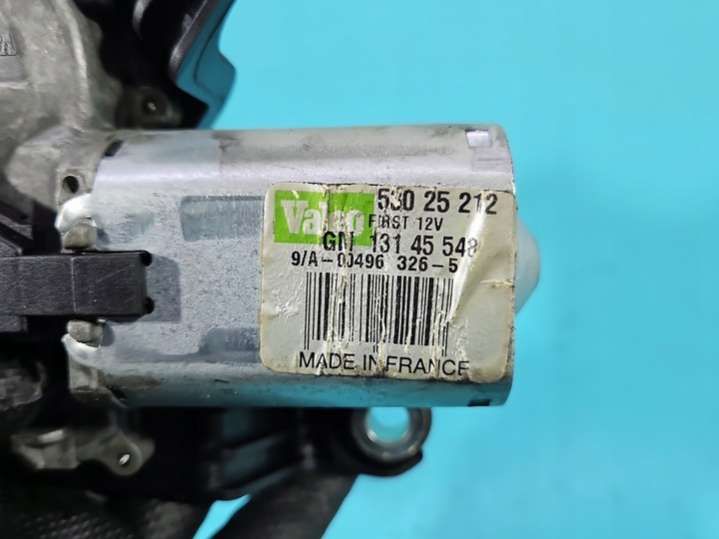 Valeo
530 25 212
FIRST 12V
GM 131 45 548
9/A-00496 326-5
MADE IN FRANCE